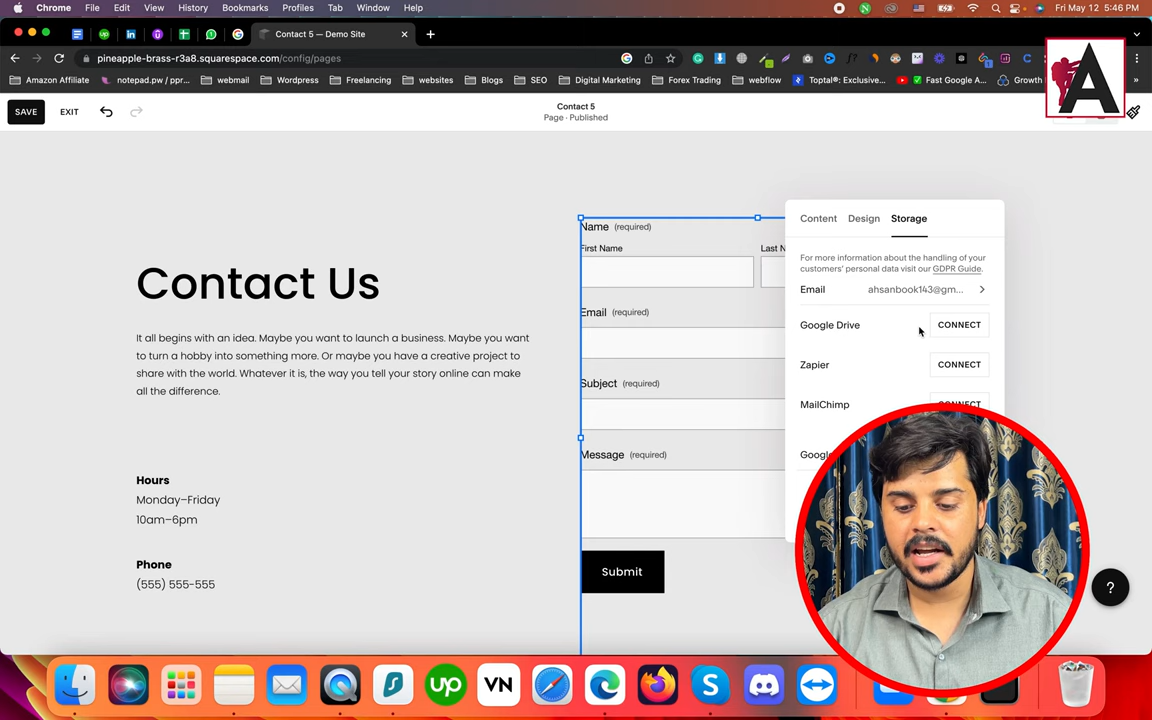 Chrome File Edit View History Bookmarks Profiles Tab Window Help Fri May 12 5:46 PM
Contact 5 — Demo Site
pineapple-brass-r3a8.squarespace.com/config/pages
Amazon Affiliate notepad.pw / ppr... webmail Wordpress Freelancing websites Blogs SEO Digital Marketing Forex Trading webflow Toptal®: Exclusive... Fast Google A... Growth
A
SAVE EXIT
Contact 5
Page · Published
Contact Us
It all begins with an idea. Maybe you want to launch a business. Maybe you want
to turn a hobby into something more. Or maybe you have a creative project to
share with the world. Whatever it is, the way you tell your story online can make
all the difference.
Hours
Monday–Friday
10am–6pm
Phone
(555) 555-555
Name (required)
First Name Last N
Email (required)
Subject (required)
Message (required)
Submit
Content Design Storage
For more information about the handling of your
customers' personal data visit our GDPR Guide.
Email ahsanbook143@gm...
Google Drive CONNECT
Zapier CONNECT
MailChimp CONNECT
Google
?
up VN